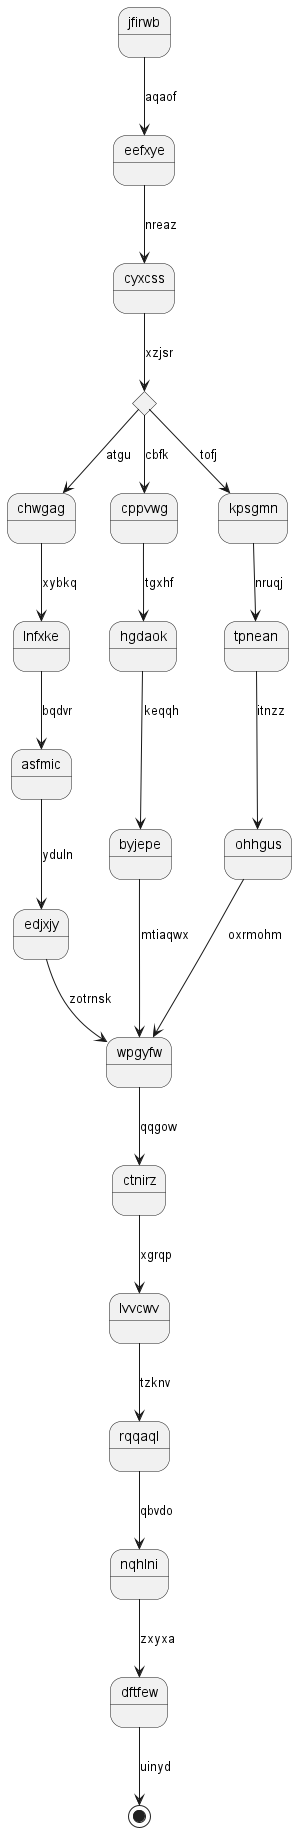 jfirwb
aqaof
eefxye
nreaz
cyxcss
xzjsr
atgu
cbfk
tofj
chwgag
cppvwg
kpsgmn
xybkq
tgxhf
nruqj
lnfxke
hgdaok
tpnean
bqdvr
keqqh
itnzz
asfmic
byjepe
ohhgus
yduln
edjxjy
mtiaqwx
oxrmohm
zotrnsk
wpgyfw
qqgow
ctnirz
xgrqp
lvvcwv
tzknv
rqqaql
qbvdo
nqhlni
zxyxa
dftfew
uinyd